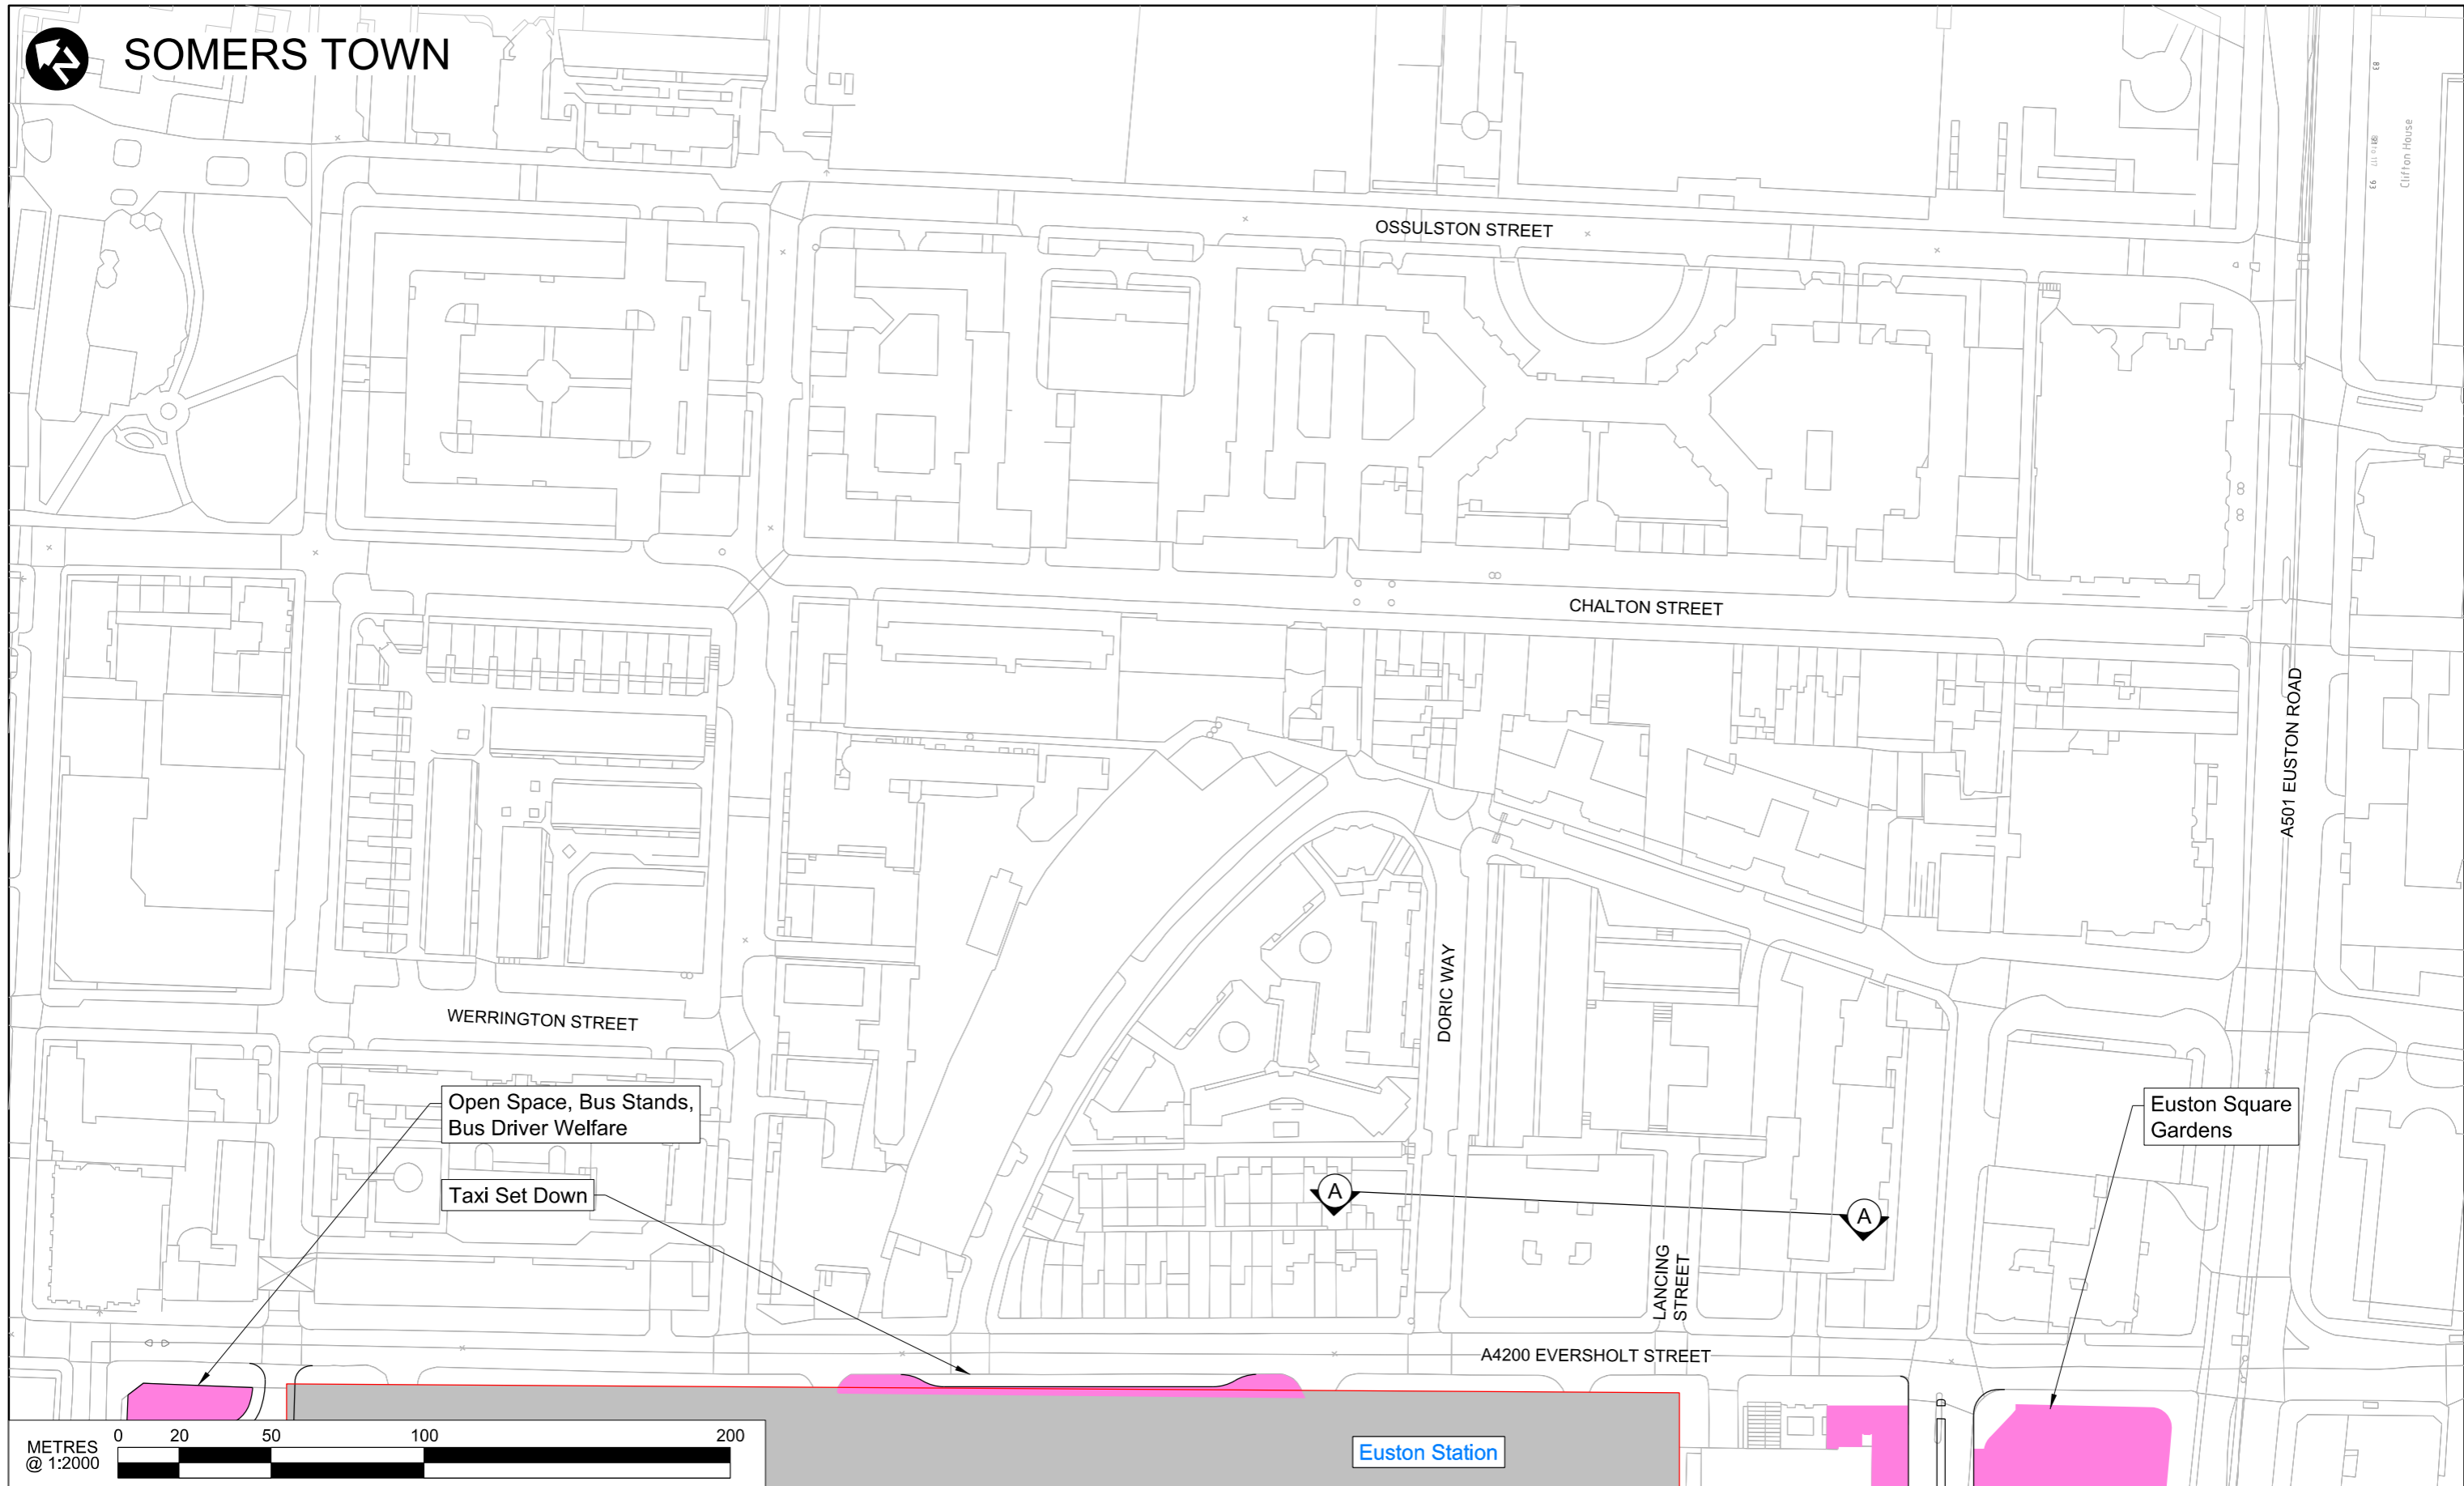 N
SOMERS TOWN
83
93
Clifton House
OSSULSTON STREET
CHALTON STREET
A501 EUSTON ROAD
DORIC WAY
WERRINGTON STREET
Open Space, Bus Stands,
Bus Driver Welfare
Euston Square
Gardens
Taxi Set Down
A
A
LANCING
STREET
A4200 EVERSHOLT STREET
METRES
@ 1:2000
0 20 50 100 200
Euston Station